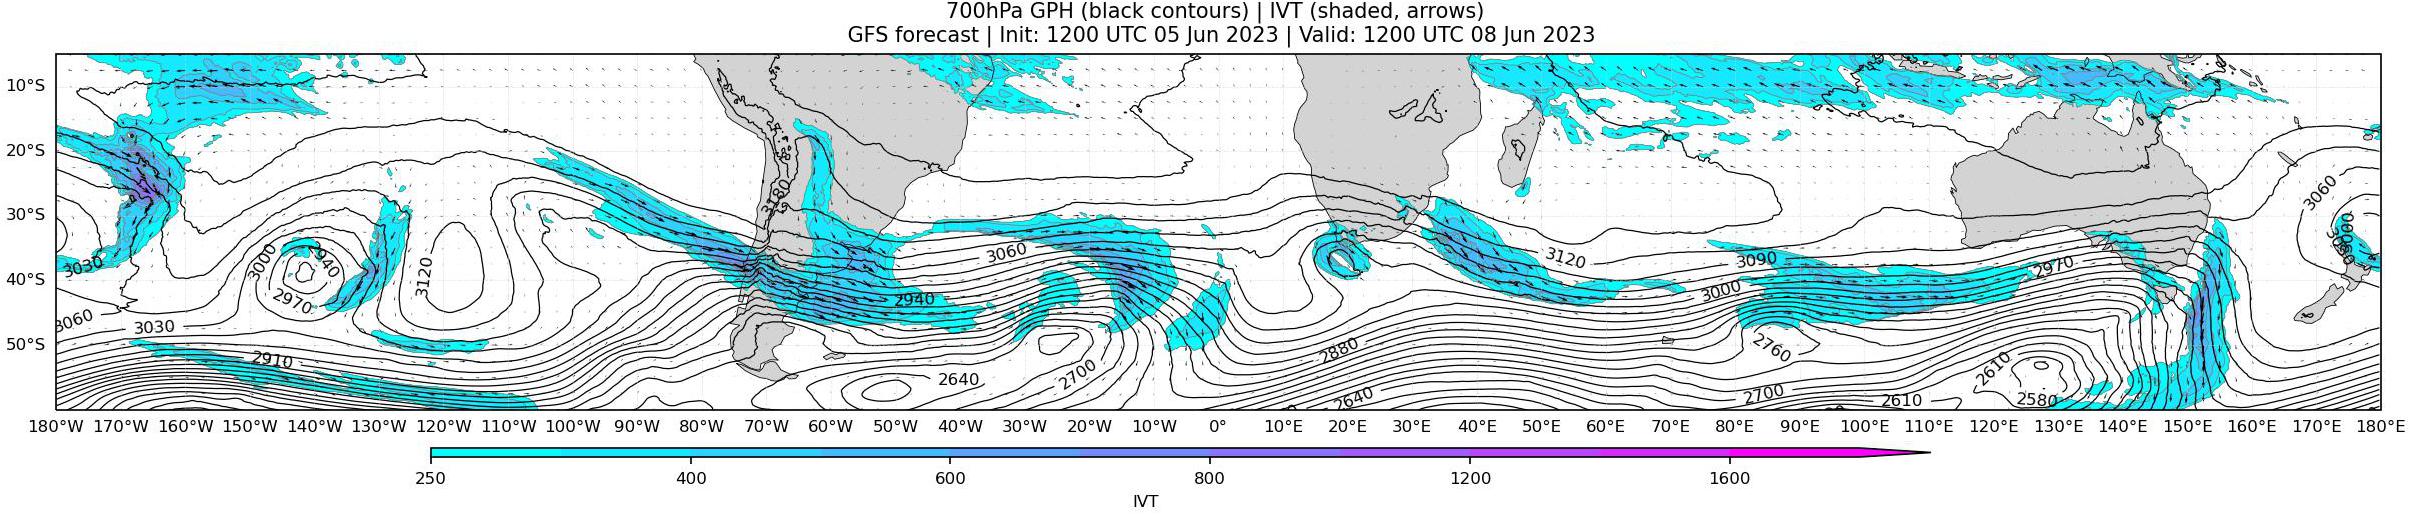 700hPa GPH (black contours) | IVT (shaded, arrows)
GFS forecast | Init: 1200 UTC 05 Jun 2023 | Valid: 1200 UTC 08 Jun 2023
10°S
20°S
30°S
40°S
50°S
3180
3060
3030
3000
2940
3120
2970
3060
3030
2910
3060
2940
2640
2700
2880
2640
3120
3090
3000
2970
2760
2700
2610
2610
2580
3060
3000
180°W 170°W 160°W 150°W 140°W 130°W 120°W 110°W 100°W 90°W 80°W 70°W 60°W 50°W 40°W 30°W 20°W 10°W 0° 10°E 20°E 30°E 40°E 50°E 60°E 70°E 80°E 90°E 100°E 110°E 120°E 130°E 140°E 150°E 160°E 170°E 180°E
250 400 600 800 1200 1600
IVT